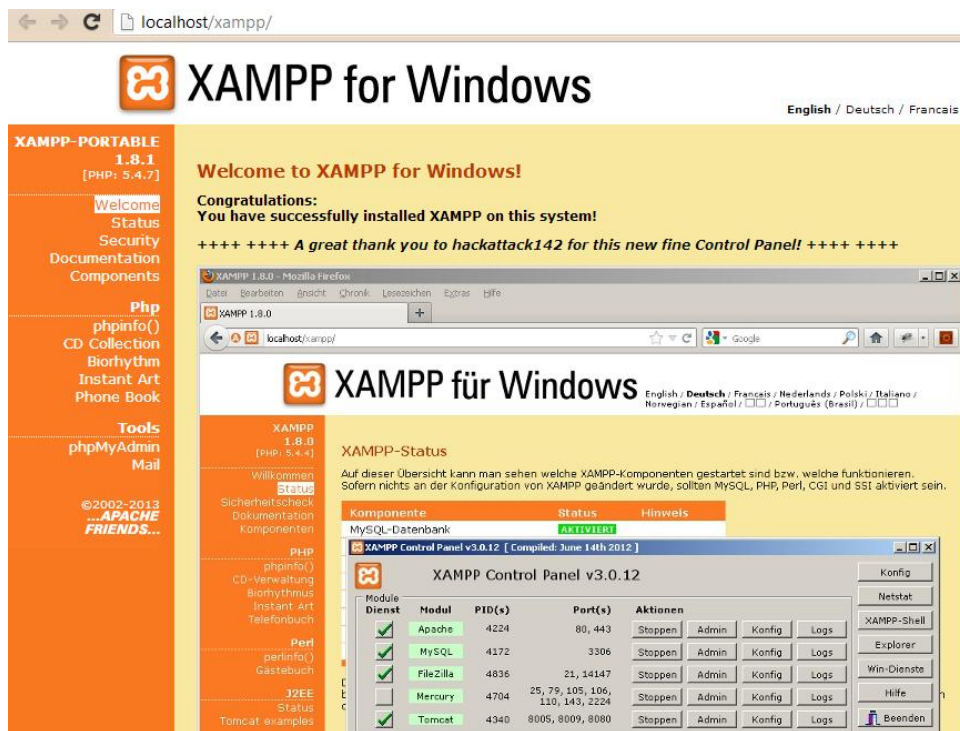 localhost/xampp/
XAMPP for Windows
English / Deutsch / Francais
XAMPP-PORTABLE
1.8.1
[PHP: 5.4.7]
Welcome
Status
Security
Documentation
Components
Php
phpinfo()
CD Collection
Biorhythm
Instant Art
Phone Book
Tools
phpMyAdmin
Mail
©2002-2013
...APACHE
FRIENDS...
Welcome to XAMPP for Windows!
Congratulations:
You have successfully installed XAMPP on this system!
++++ ++++ A great thank you to hackattack142 for this new fine Control Panel! ++++ ++++
XAMPP 1.8.0 - Mozilla Firefox
Datei Bearbeiten Ansicht Chronik Lesezeichen Extras Hilfe
XAMPP 1.8.0
localhost/xampp/
Google
XAMPP für Windows
English / Deutsch / Francais / Nederlands / Polski / Italiano /
Norwegian / Español / □□ / Português (Brasil) / □□□
XAMPP
1.8.0
[PHP: 5.4.4]
Willkommen
Status
Sicherheitscheck
Dokumentation
Komponenten
PHP
phpinfo()
CD-Verwaltung
Biorhythmus
Instant Art
Telefonbuch
Perl
perlinfo()
Gästebuch
J2EE
Status
Tomcat examples
XAMPP-Status
Auf dieser Übersicht kann man sehen welche XAMPP-Komponenten gestartet sind bzw. welche funktionieren.
Sofern nichts an der Konfiguration von XAMPP geändert wurde, sollten MySQL, PHP, Perl, CGI und SSI aktiviert sein.
Komponente Status Hinweis
MySQL-Datenbank AKTIVIERT
XAMPP Control Panel v3.0.12 [ Compiled: June 14th 2012 ]
XAMPP Control Panel v3.0.12
Module
Dienst Modul PID(s) Port(s) Aktionen
Apache 4224 80, 443 Stoppen Admin Konfig Logs
MySQL 4172 3306 Stoppen Admin Konfig Logs
FileZilla 4836 21, 14147 Stoppen Admin Konfig Logs
Mercury 4704 25, 79, 105, 106, 110, 143, 2224 Stoppen Admin Konfig Logs
Tomcat 4340 8005, 8009, 8080 Stoppen Admin Konfig Logs
Konfig
Netstat
XAMPP-Shell
Explorer
Win-Dienste
Hilfe
Beenden